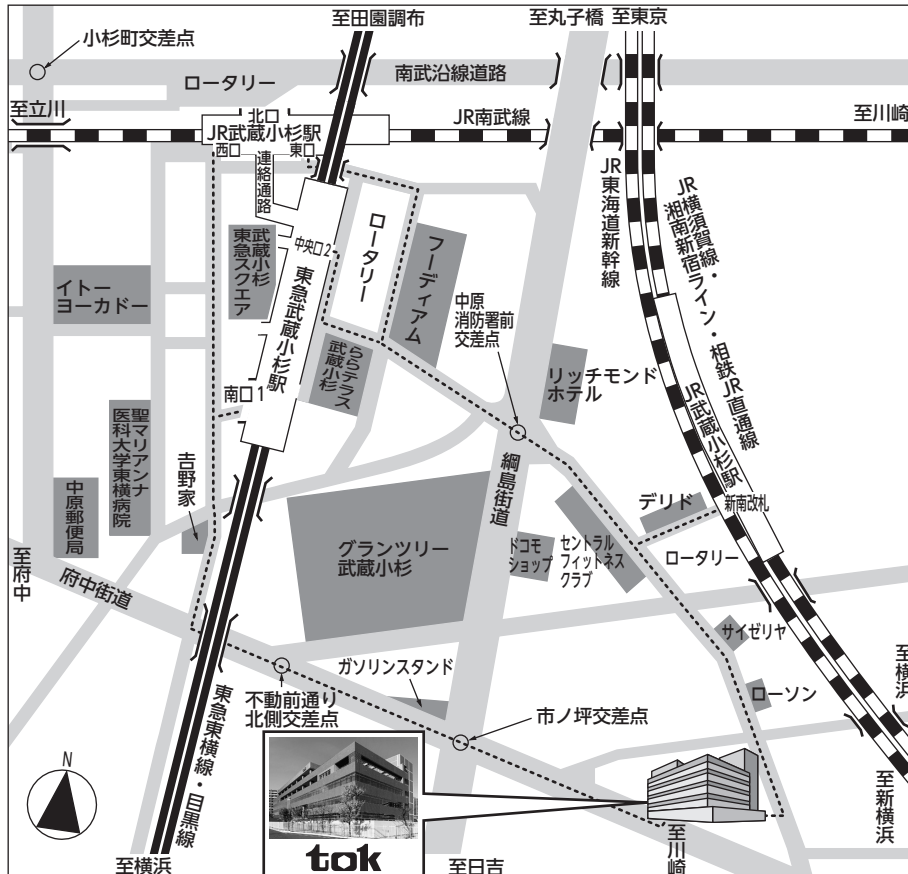 至田園調布
至丸子橋
至東京
小杉町交差点
ロータリー
南武沿線道路
至立川
北口
JR武蔵小杉駅
西口
東口
JR南武線
至川崎
連絡通路
JR東海道新幹線
JR横須賀線・
湘南新宿ライン・相鉄JR直通線
中央口2
武蔵小杉
東急スクエア
東急武蔵小杉駅
ロータリー
フーディアム
イトー
ヨーカドー
中原
消防署前
交差点
ららテラス
武蔵小杉
リッチモンド
ホテル
JR武蔵小杉駅
南口1
聖マリアンナ
医科大学東横病院
吉野家
中原郵便局
綱島街道
デリド
新南改札
グランツリー
武蔵小杉
ドコモ
ショップ
セントラル
フィットネス
クラブ
ロータリー
至府中
府中街道
サイゼリヤ
ガソリンスタンド
ローソン
至横浜
不動前通り
北側交差点
市ノ坪交差点
東急東横線・目黒線
N
至新横浜
至川崎
tok
至横浜
至日吉